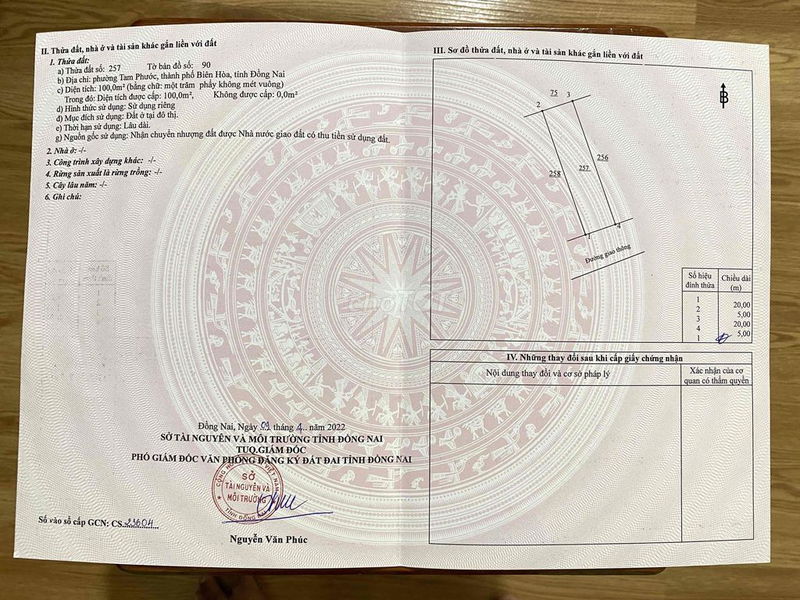 II. Thửa đất, nhà ở và tài sản khác gắn liền với đất
1. Thửa đất:
a) Thửa đất số: 257 Tờ bản đồ số: 90
b) Địa chỉ: phường Tam Phước, thành phố Biên Hòa, tỉnh Đồng Nai
c) Diện tích: 100,0m² (bằng chữ: một trăm phẩy không mét vuông)
Trong đó: Diện tích được cấp: 100,0m², Không được cấp: 0,0m²
d) Hình thức sử dụng: Sử dụng riêng
đ) Mục đích sử dụng: Đất ở tại đô thị.
e) Thời hạn sử dụng: Lâu dài.
g) Nguồn gốc sử dụng: Nhận chuyển nhượng đất được Nhà nước giao đất có thu tiền sử dụng đất.
2. Nhà ở: -/-
3. Công trình xây dựng khác: -/-
4. Rừng sản xuất là rừng trồng: -/-
5. Cây lâu năm: -/-
6. Ghi chú:
Đồng Nai, Ngày 09 tháng 4 năm 2022
SỞ TÀI NGUYÊN VÀ MÔI TRƯỜNG TỈNH ĐỒNG NAI
TUQ.GIÁM ĐỐC
PHÓ GIÁM ĐỐC VĂN PHÒNG ĐĂNG KÝ ĐẤT ĐAI TỈNH ĐỒNG NAI
SỞ
TÀI NGUYÊN VÀ
MÔI TRƯỜNG
TỈNH ĐỒNG NAI
Số vào sổ cấp GCN: CS.23604
Nguyễn Văn Phúc
III. Sơ đồ thửa đất, nhà ở và tài sản khác gắn liền với đất
B
75 3
2
256
258 257
1 4
Đường giao thông
Số hiệu đỉnh thửa Chiều dài (m)
1
20,00
2
5,00
3
20,00
4
5,00
1
IV. Những thay đổi sau khi cấp giấy chứng nhận
Nội dung thay đổi và cơ sở pháp lý
Xác nhận của cơ
quan có thẩm quyền